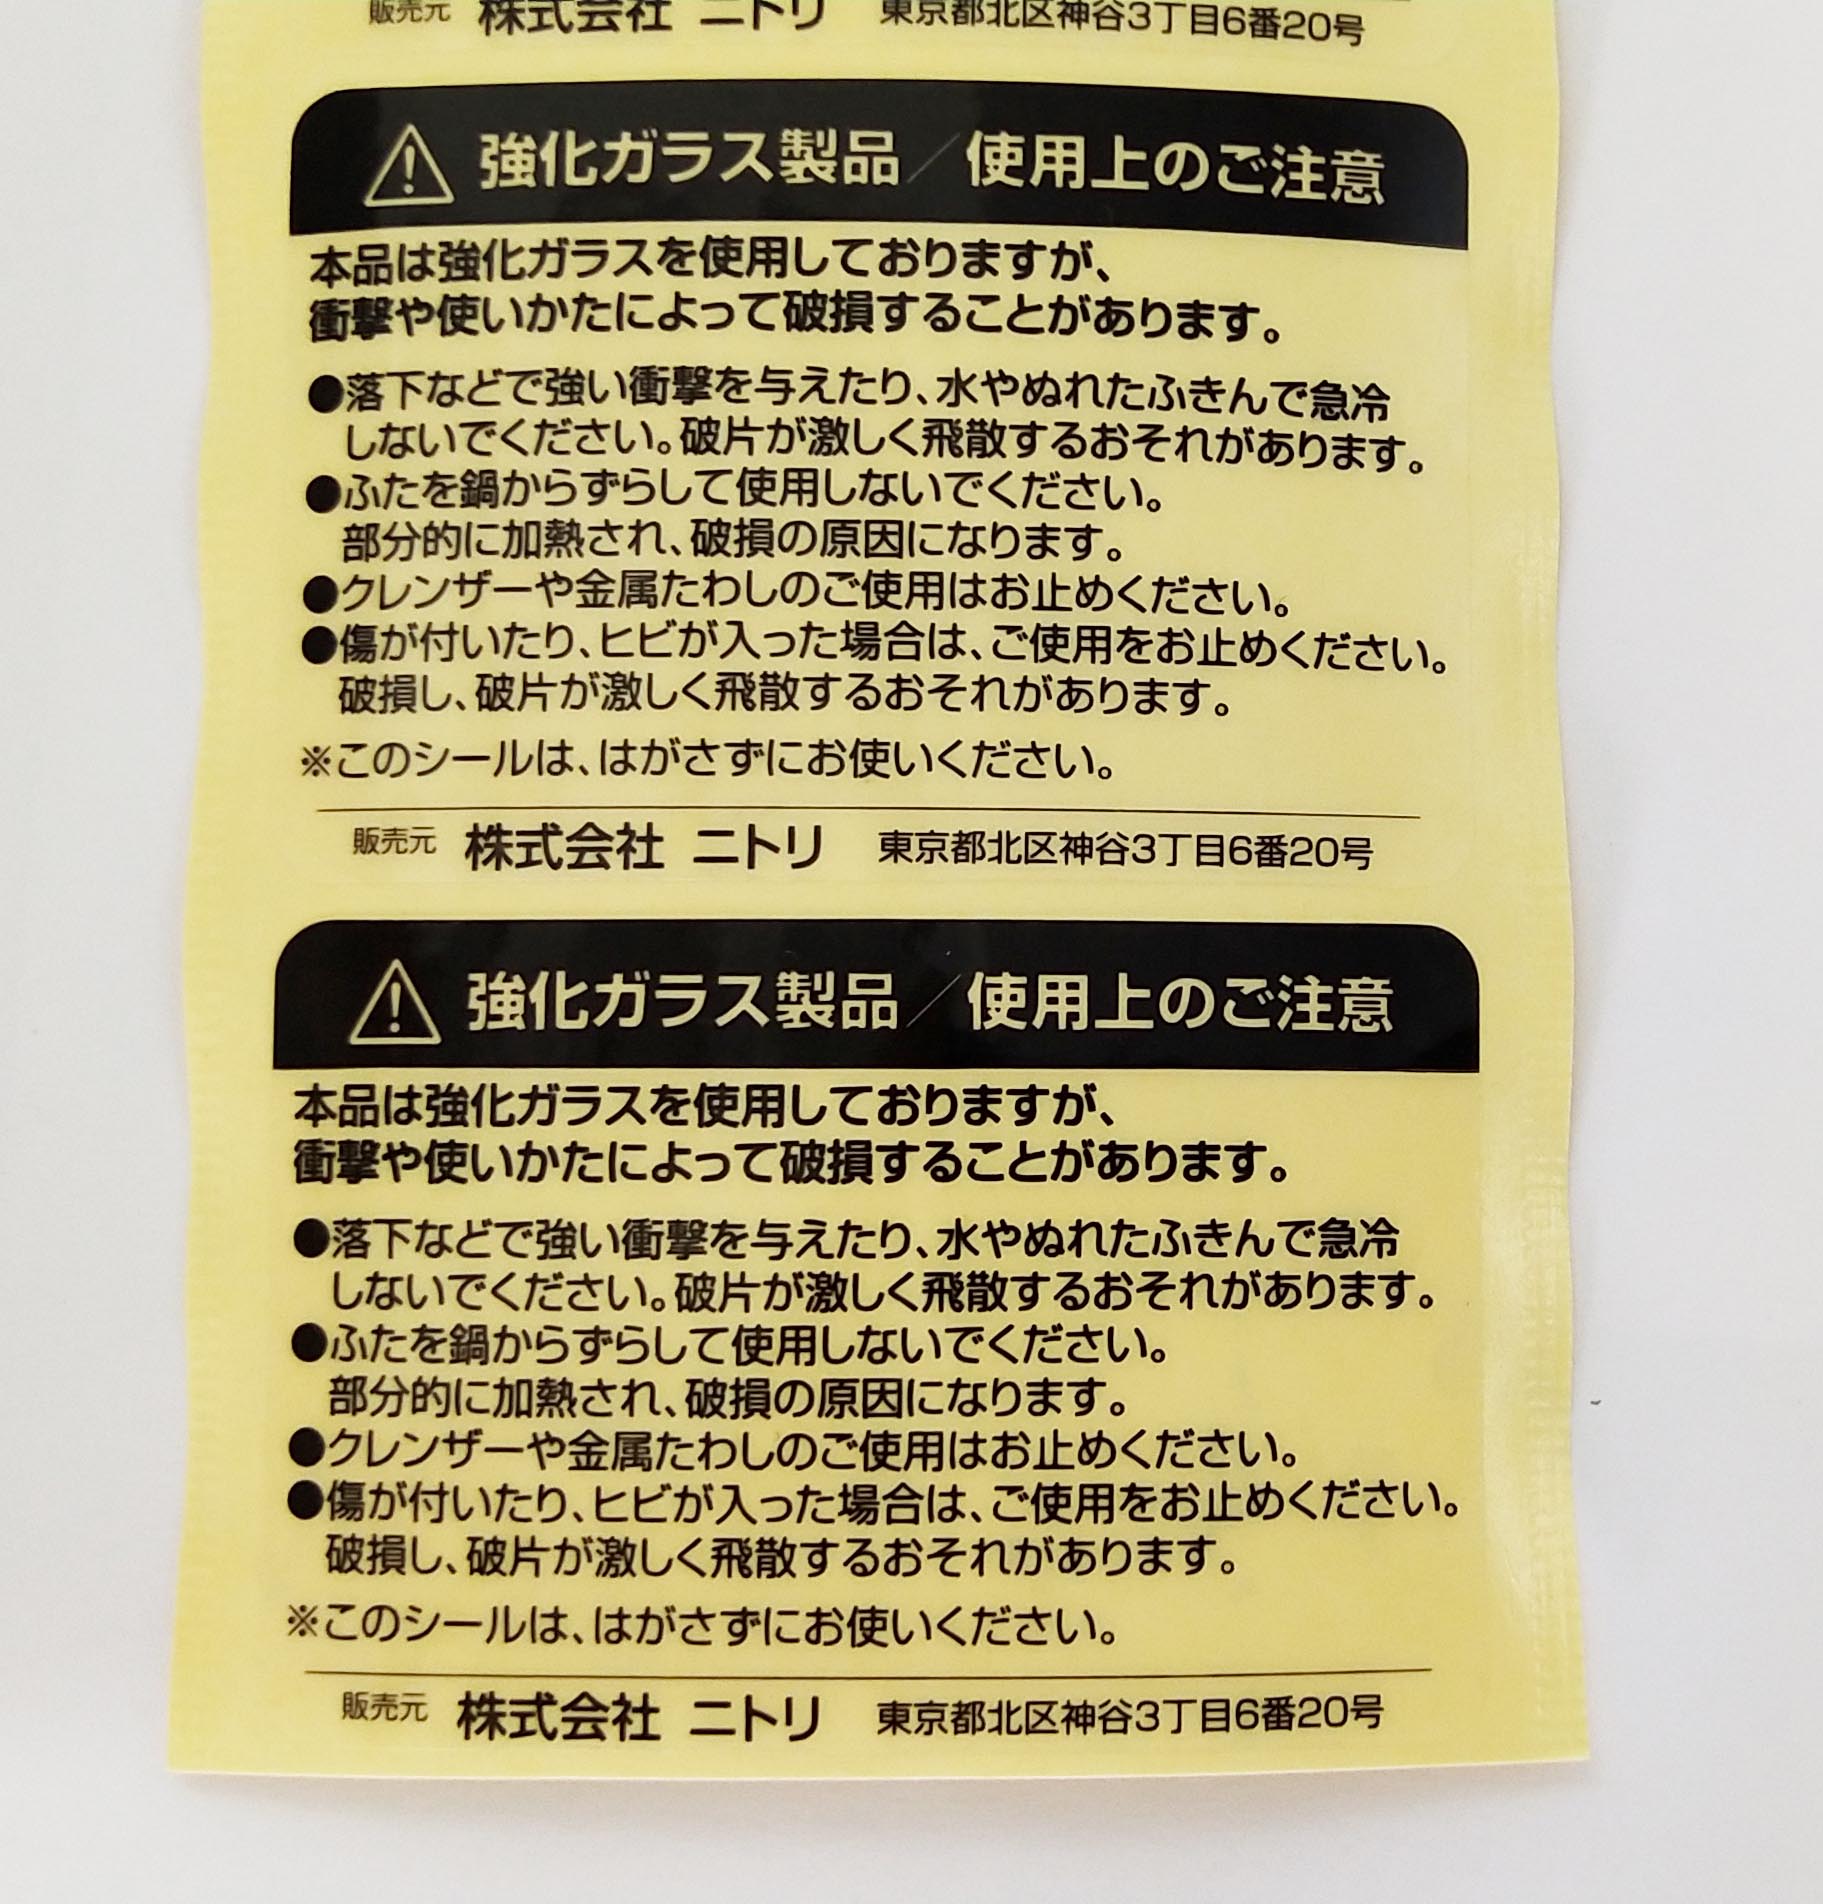 販売元 株式会社 ニトリ 東京都北区神谷3丁目6番20号
強化ガラス製品/使用上のご注意
本品は強化ガラスを使用しておりますが、
衝撃や使いかたによって破損することがあります。
●落下などで強い衝撃を与えたり、水やぬれたふきんで急冷
しないでください。破片が激しく飛散するおそれがあります。
●ふたを鍋からずらして使用しないでください。
部分的に加熱され、破損の原因になります。
●クレンザーや金属たわしのご使用はお止めください。
●傷が付いたり、ヒビが入った場合は、ご使用をお止めください。
破損し、破片が激しく飛散するおそれがあります。
※このシールは、はがさずにお使いください。
販売元 株式会社 ニトリ 東京都北区神谷3丁目6番20号
強化ガラス製品/使用上のご注意
本品は強化ガラスを使用しておりますが、
衝撃や使いかたによって破損することがあります。
●落下などで強い衝撃を与えたり、水やぬれたふきんで急冷
しないでください。破片が激しく飛散するおそれがあります。
●ふたを鍋からずらして使用しないでください。
部分的に加熱され、破損の原因になります。
●クレンザーや金属たわしのご使用はお止めください。
●傷が付いたり、ヒビが入った場合は、ご使用をお止めください。
破損し、破片が激しく飛散するおそれがあります。
※このシールは、はがさずにお使いください。
販売元 株式会社 ニトリ 東京都北区神谷3丁目6番20号